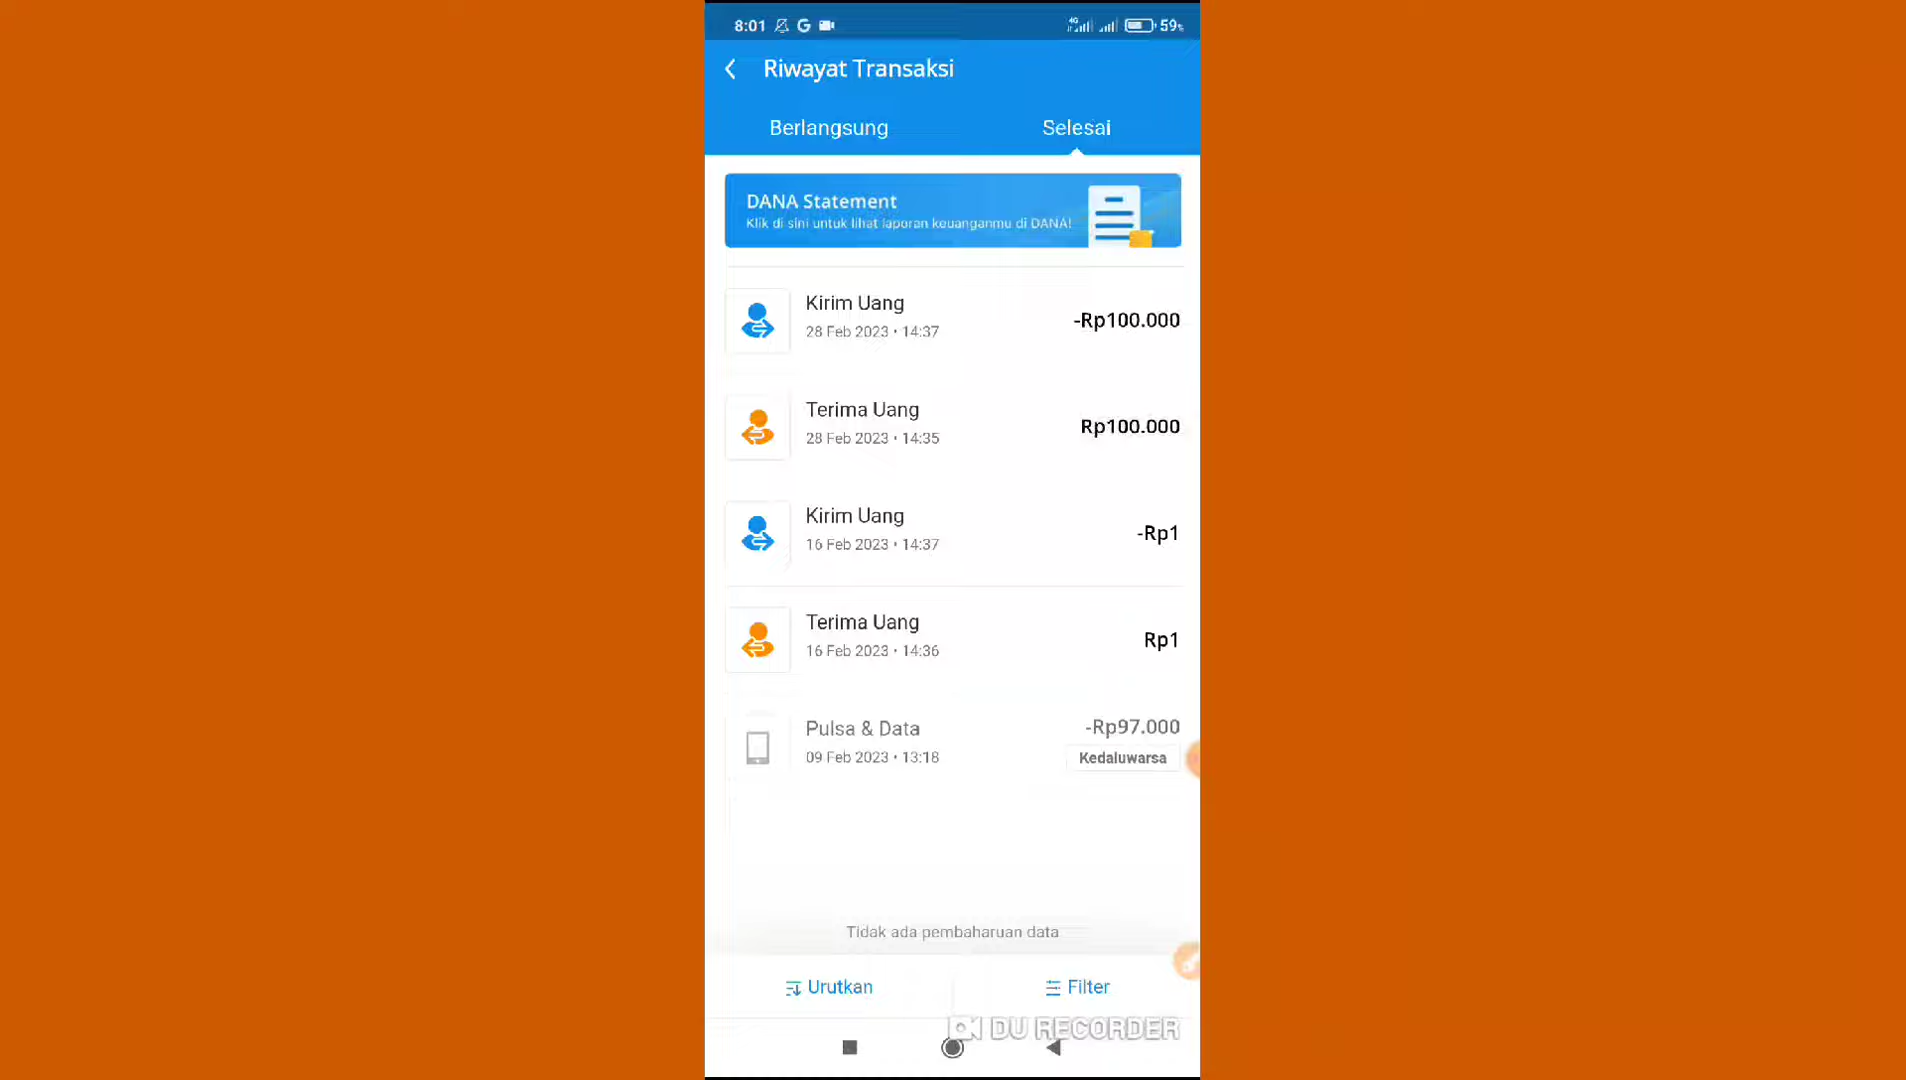 8:01
4G
59%
Riwayat Transaksi
Berlangsung
Selesai
DANA Statement
Klik di sini untuk lihat laporan keuanganmu di DANA!
Kirim Uang
28 Feb 2023 • 14:37
-Rp100.000
Terima Uang
28 Feb 2023 • 14:35
Rp100.000
Kirim Uang
16 Feb 2023 • 14:37
-Rp1
Terima Uang
16 Feb 2023 • 14:36
Rp1
Pulsa & Data
09 Feb 2023 • 13:18
-Rp97.000
Kedaluwarsa
Tidak ada pembaharuan data
Urutkan
Filter
DU RECORDER